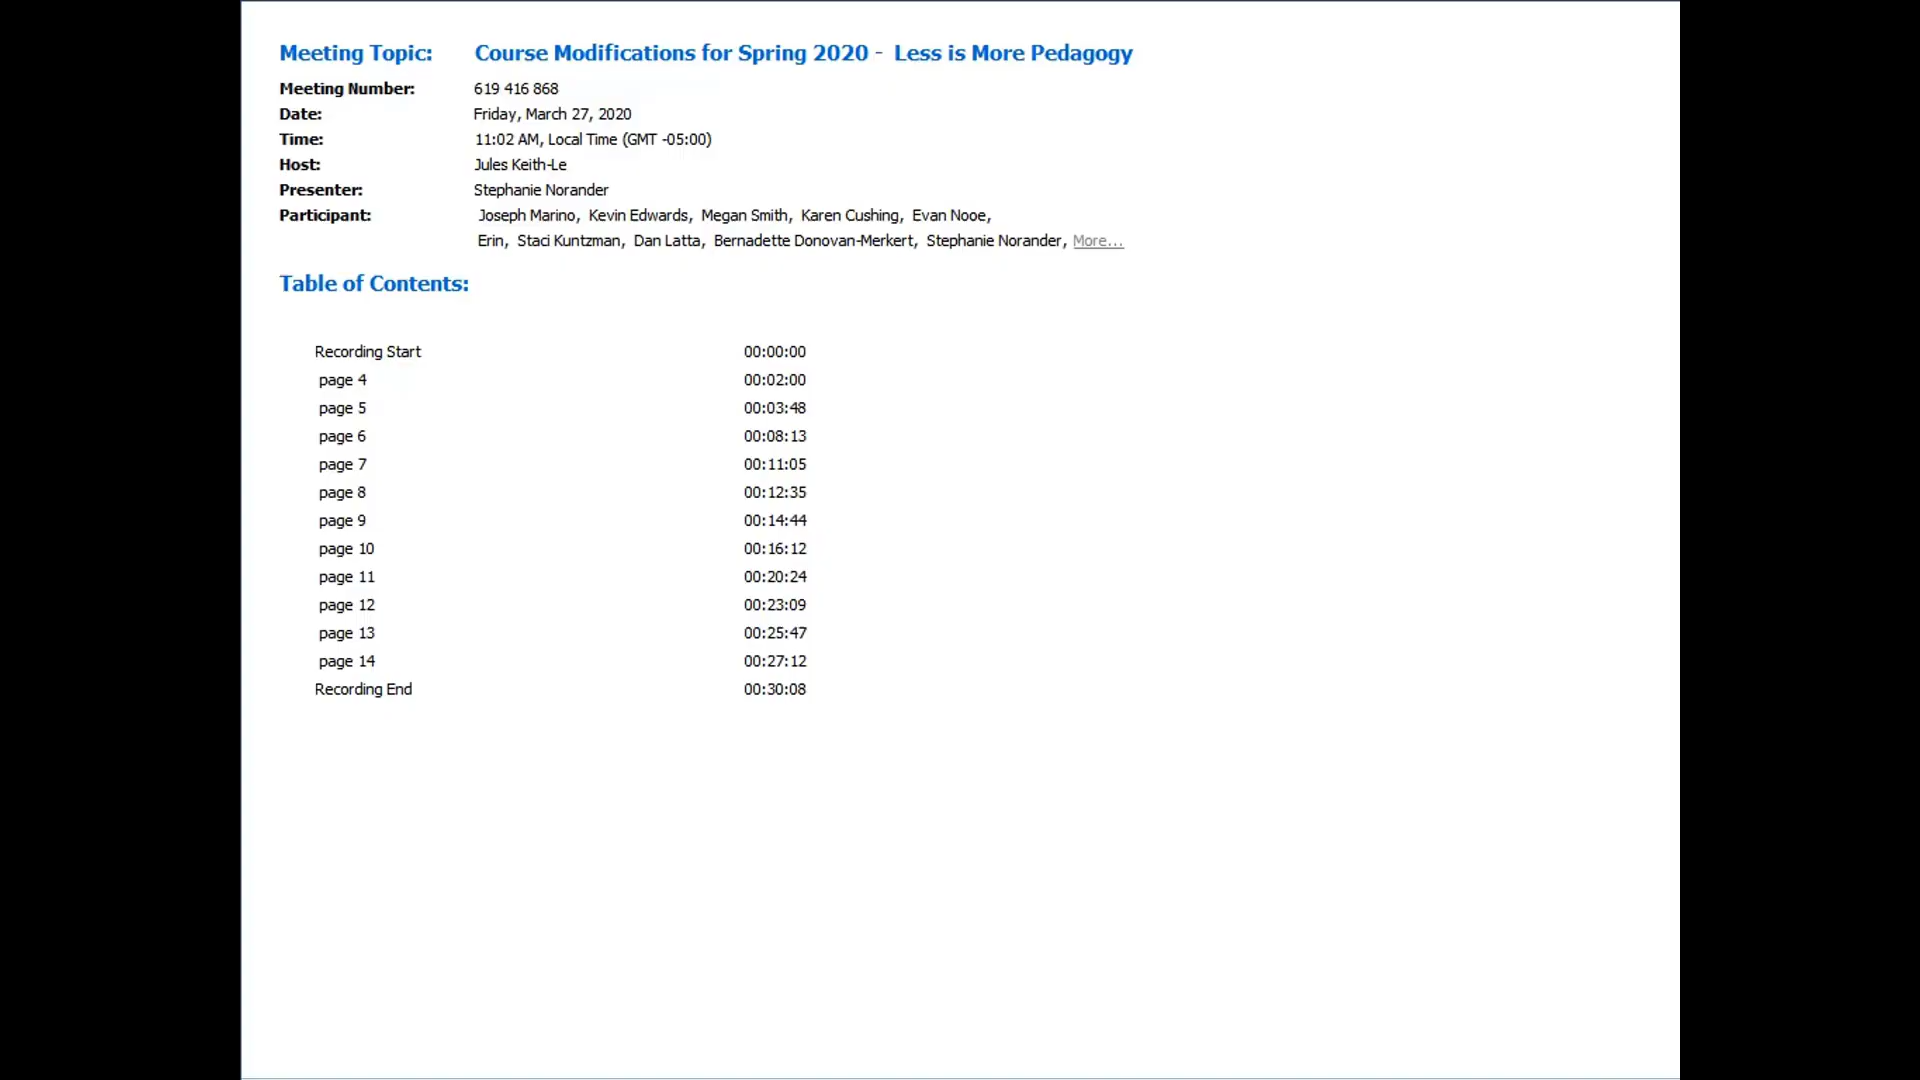 Meeting Topic: Course Modifications for Spring 2020 - Less is More Pedagogy
Meeting Number: 619 416 868
Date: Friday, March 27, 2020
Time: 11:02 AM, Local Time (GMT -05:00)
Host: Jules Keith-Le
Presenter: Stephanie Norander
Participant: Joseph Marino, Kevin Edwards, Megan Smith, Karen Cushing, Evan Nooe,
Erin, Staci Kuntzman, Dan Latta, Bernadette Donovan-Merkert, Stephanie Norander, More...
Table of Contents:
Recording Start 00:00:00
page 4 00:02:00
page 5 00:03:48
page 6 00:08:13
page 7 00:11:05
page 8 00:12:35
page 9 00:14:44
page 10 00:16:12
page 11 00:20:24
page 12 00:23:09
page 13 00:25:47
page 14 00:27:12
Recording End 00:30:08